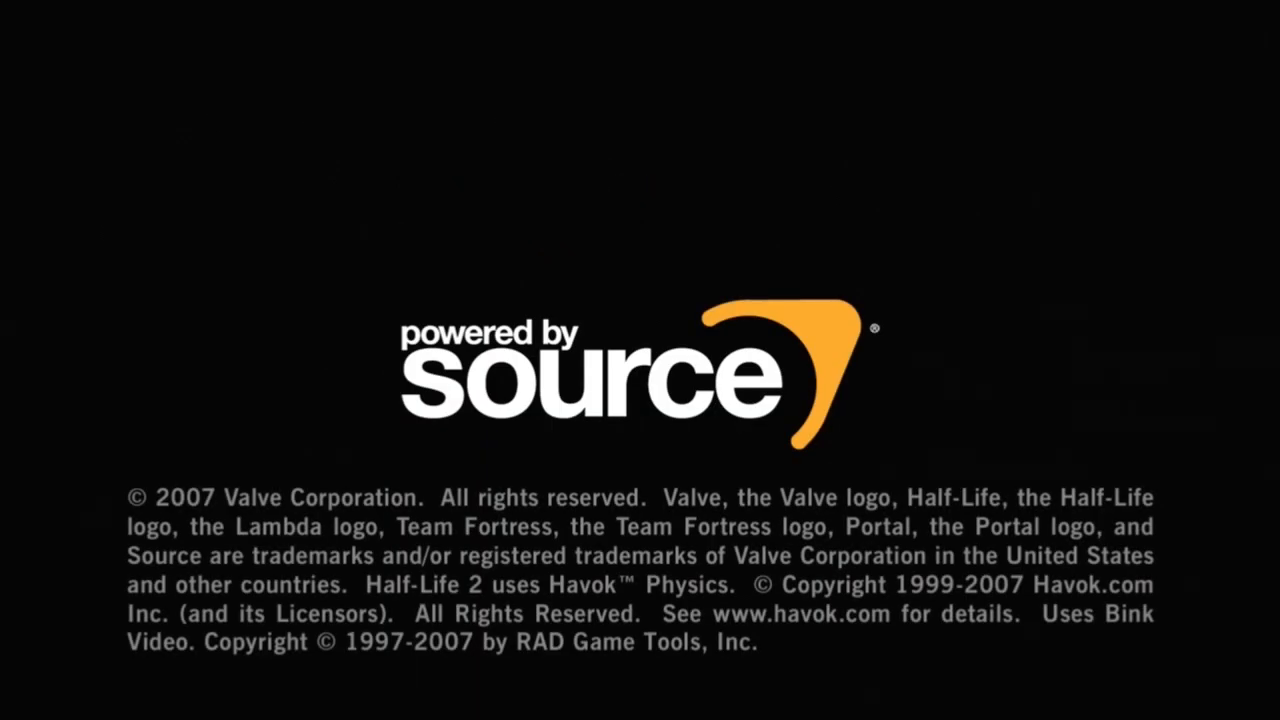 powered by
source®
© 2007 Valve Corporation.  All rights reserved.  Valve, the Valve logo, Half-Life, the Half-Life
logo, the Lambda logo, Team Fortress, the Team Fortress logo, Portal, the Portal logo, and
Source are trademarks and/or registered trademarks of Valve Corporation in the United States
and other countries.  Half-Life 2 uses Havok™ Physics.  © Copyright 1999-2007 Havok.com
Inc. (and its Licensors).  All Rights Reserved.  See www.havok.com for details.  Uses Bink
Video. Copyright © 1997-2007 by RAD Game Tools, Inc.